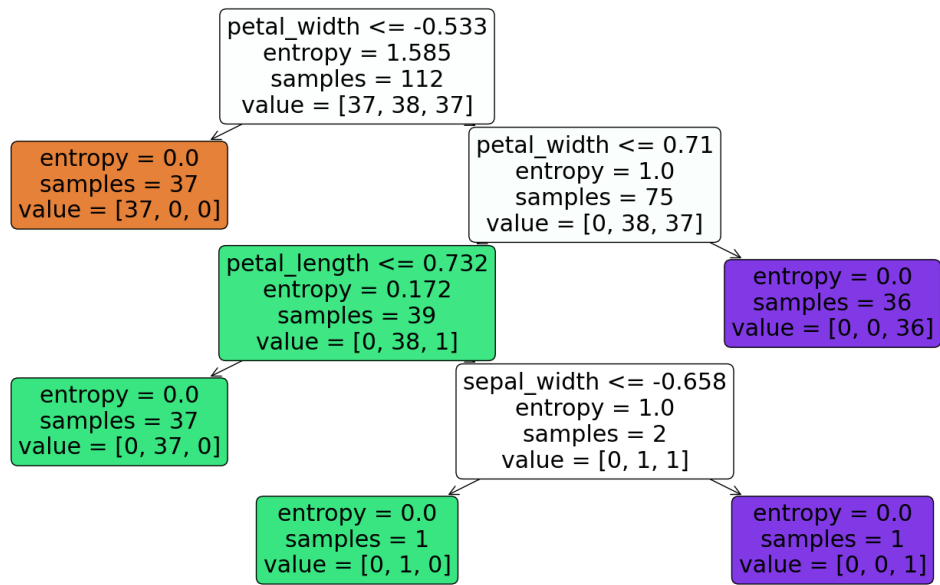 petal_width <= -0.533
entropy = 1.585
samples = 112
value = [37, 38, 37]
entropy = 0.0
samples = 37
value = [37, 0, 0]
petal_width <= 0.71
entropy = 1.0
samples = 75
value = [0, 38, 37]
petal_length <= 0.732
entropy = 0.172
samples = 39
value = [0, 38, 1]
entropy = 0.0
samples = 36
value = [0, 0, 36]
entropy = 0.0
samples = 37
value = [0, 37, 0]
sepal_width <= -0.658
entropy = 1.0
samples = 2
value = [0, 1, 1]
entropy = 0.0
samples = 1
value = [0, 1, 0]
entropy = 0.0
samples = 1
value = [0, 0, 1]